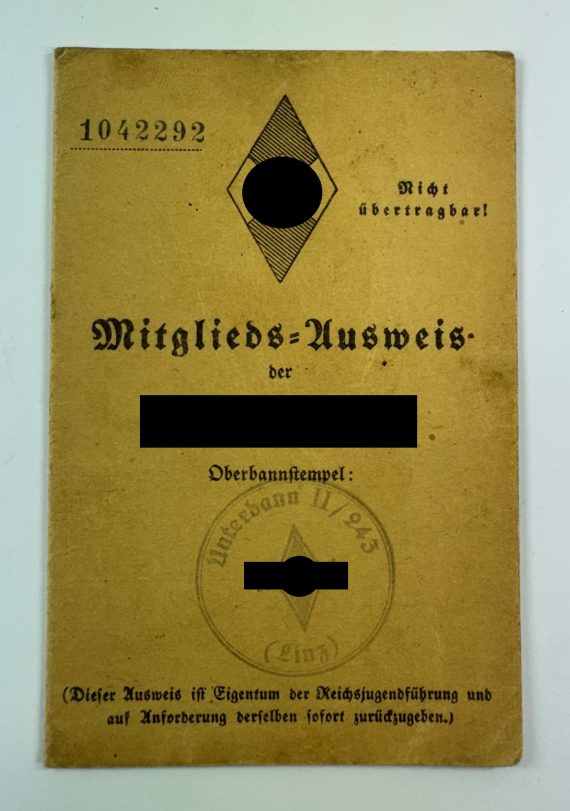 1042292
Nicht
übertragbar!
Mitglieds=Ausweis
der
Oberbannstempel:
Unterbann II/243
(Linz)
(Dieser Ausweis ist Eigentum der Reichsjugendführung und
auf Anforderung derselben sofort zurückzugeben.)